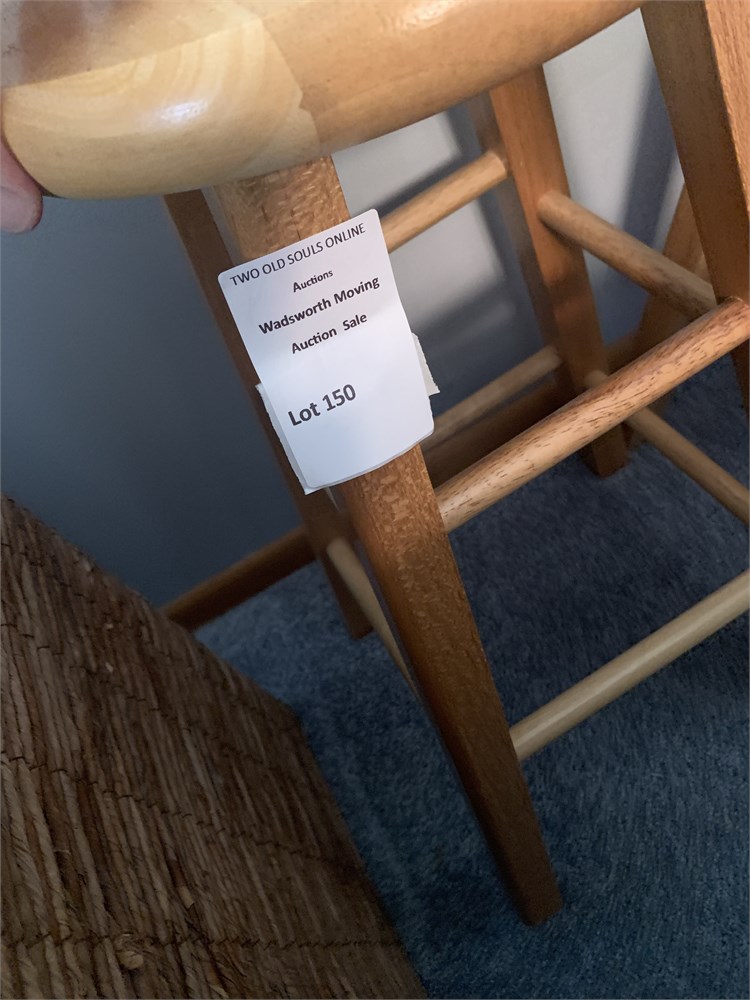 TWO OLD SOULS ONLINE
Auctions
Wadsworth Moving
Auction Sale
Lot 150